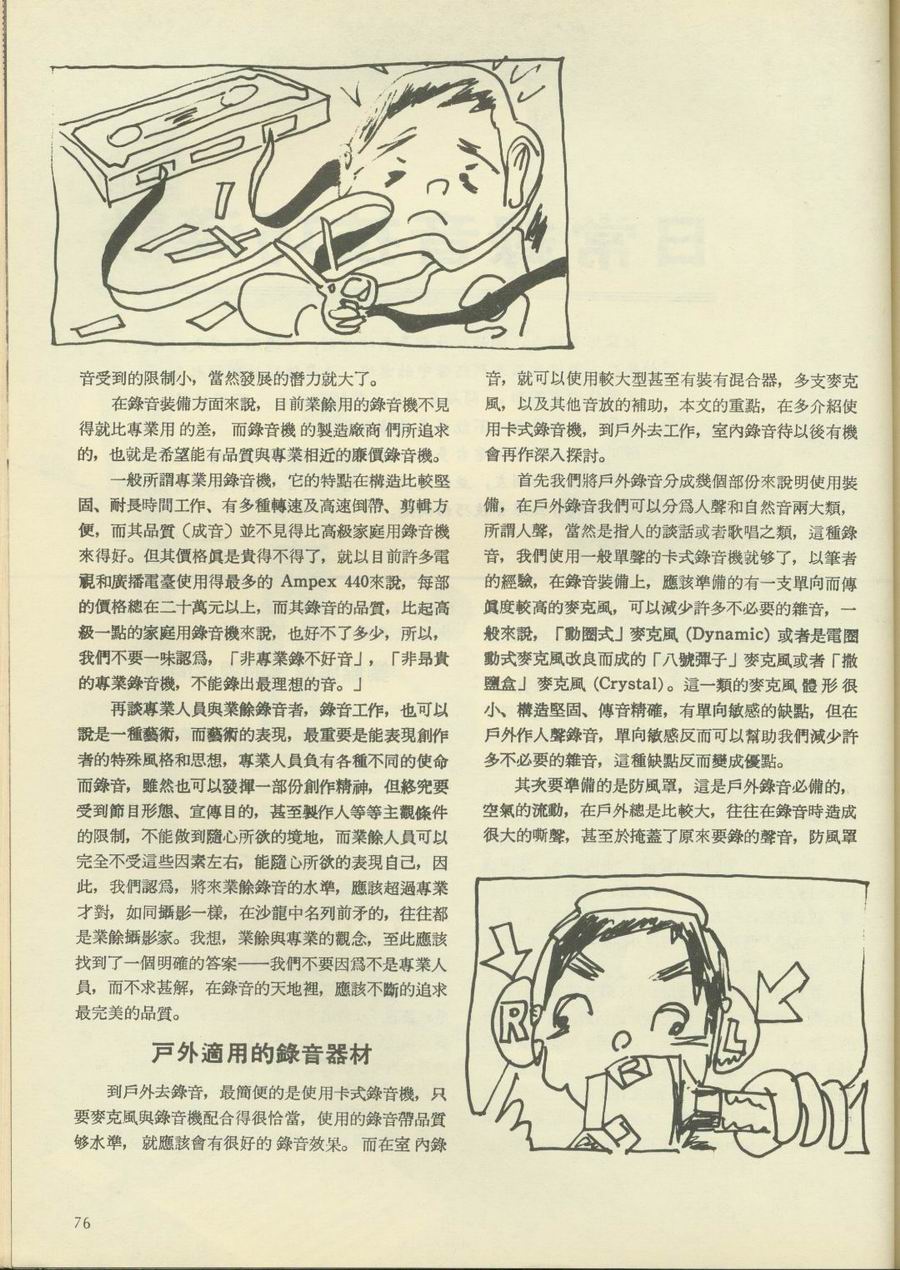 音受到的限制小，當然發展的潛力就大了。
在錄音裝備方面來說，目前業餘用的錄音機不見
得就比專業用的差，而錄音機的製造廠商們所追求
的，也就是希望能有品質與專業相近的廉價錄音機。
一般所謂專業用錄音機，它的特點在構造比較堅
固、耐長時間工作、有多種轉速及高速倒帶、剪輯方
便，而其品質（成音）並不見得比高級家庭用錄音機
來得好。但其價格眞是貴得不得了，就以目前許多電
視和廣播電臺使用得最多的 Ampex 440來說，每部
的價格總在二十萬元以上，而其錄音的品質，比起高
級一點的家庭用錄音機來說，也好不了多少，所以，
我們不要一味認爲，「非專業錄不好音」，「非昂貴
的專業錄音機，不能錄出最理想的音。」
再談專業人員與業餘錄音者，錄音工作，也可以
說是一種藝術，而藝術的表現，最重要是能表現創作
者的特殊風格和思想，專業人員負有各種不同的使命
而錄音，雖然也可以發揮一部份創作精神，但終究要
受到節目形態、宣傳目的，甚至製作人等等主觀條件
的限制，不能做到隨心所欲的境地，而業餘人員可以
完全不受這些因素左右，能隨心所欲的表現自己，因
此，我們認爲，將來業餘錄音的水準，應該超過專業
才對，如同攝影一樣，在沙龍中名列前矛的，往往都
是業餘攝影家。我想，業餘與專業的觀念，至此應該
找到了一個明確的答案——我們不要因爲不是專業人
員，而不求甚解，在錄音的天地裡，應該不斷的追求
最完美的品質。
戶外適用的錄音器材
到戶外去錄音，最簡便的是使用卡式錄音機，只
要麥克風與錄音機配合得很恰當，使用的錄音帶品質
够水準，就應該會有很好的錄音效果。而在室內錄
音，就可以使用較大型甚至有裝有混合器，多支麥克
風，以及其他音放的補助，本文的重點，在多介紹使
用卡式錄音機，到戶外去工作，室內錄音待以後有機
會再作深入探討。
首先我們將戶外錄音分成幾個部份來說明使用裝
備，在戶外錄音我們可以分爲人聲和自然音兩大類，
所謂人聲，當然是指人的談話或者歌唱之類，這種錄
音，我們使用一般單聲的卡式錄音機就够了，以筆者
的經驗，在錄音裝備上，應該準備的有一支單向而傳
眞度較高的麥克風，可以減少許多不必要的雜音，一
般來說，「動圈式」麥克風 (Dynamic) 或者是電圈
動式麥克風改良而成的「八號彈子」麥克風或者「撒
鹽盒」麥克風 (Crystal)。這一類的麥克風體形很
小、構造堅固、傳音精確，有單向敏感的缺點，但在
戶外作人聲錄音，單向敏感反而可以幫助我們減少許
多不必要的雜音，這種缺點反而變成優點。
其次要準備的是防風罩，這是戶外錄音必備的，
空氣的流動，在戶外總是比較大，往往在錄音時造成
很大的嘶聲，甚至於掩蓋了原來要錄的聲音，防風罩
R
L
R
76